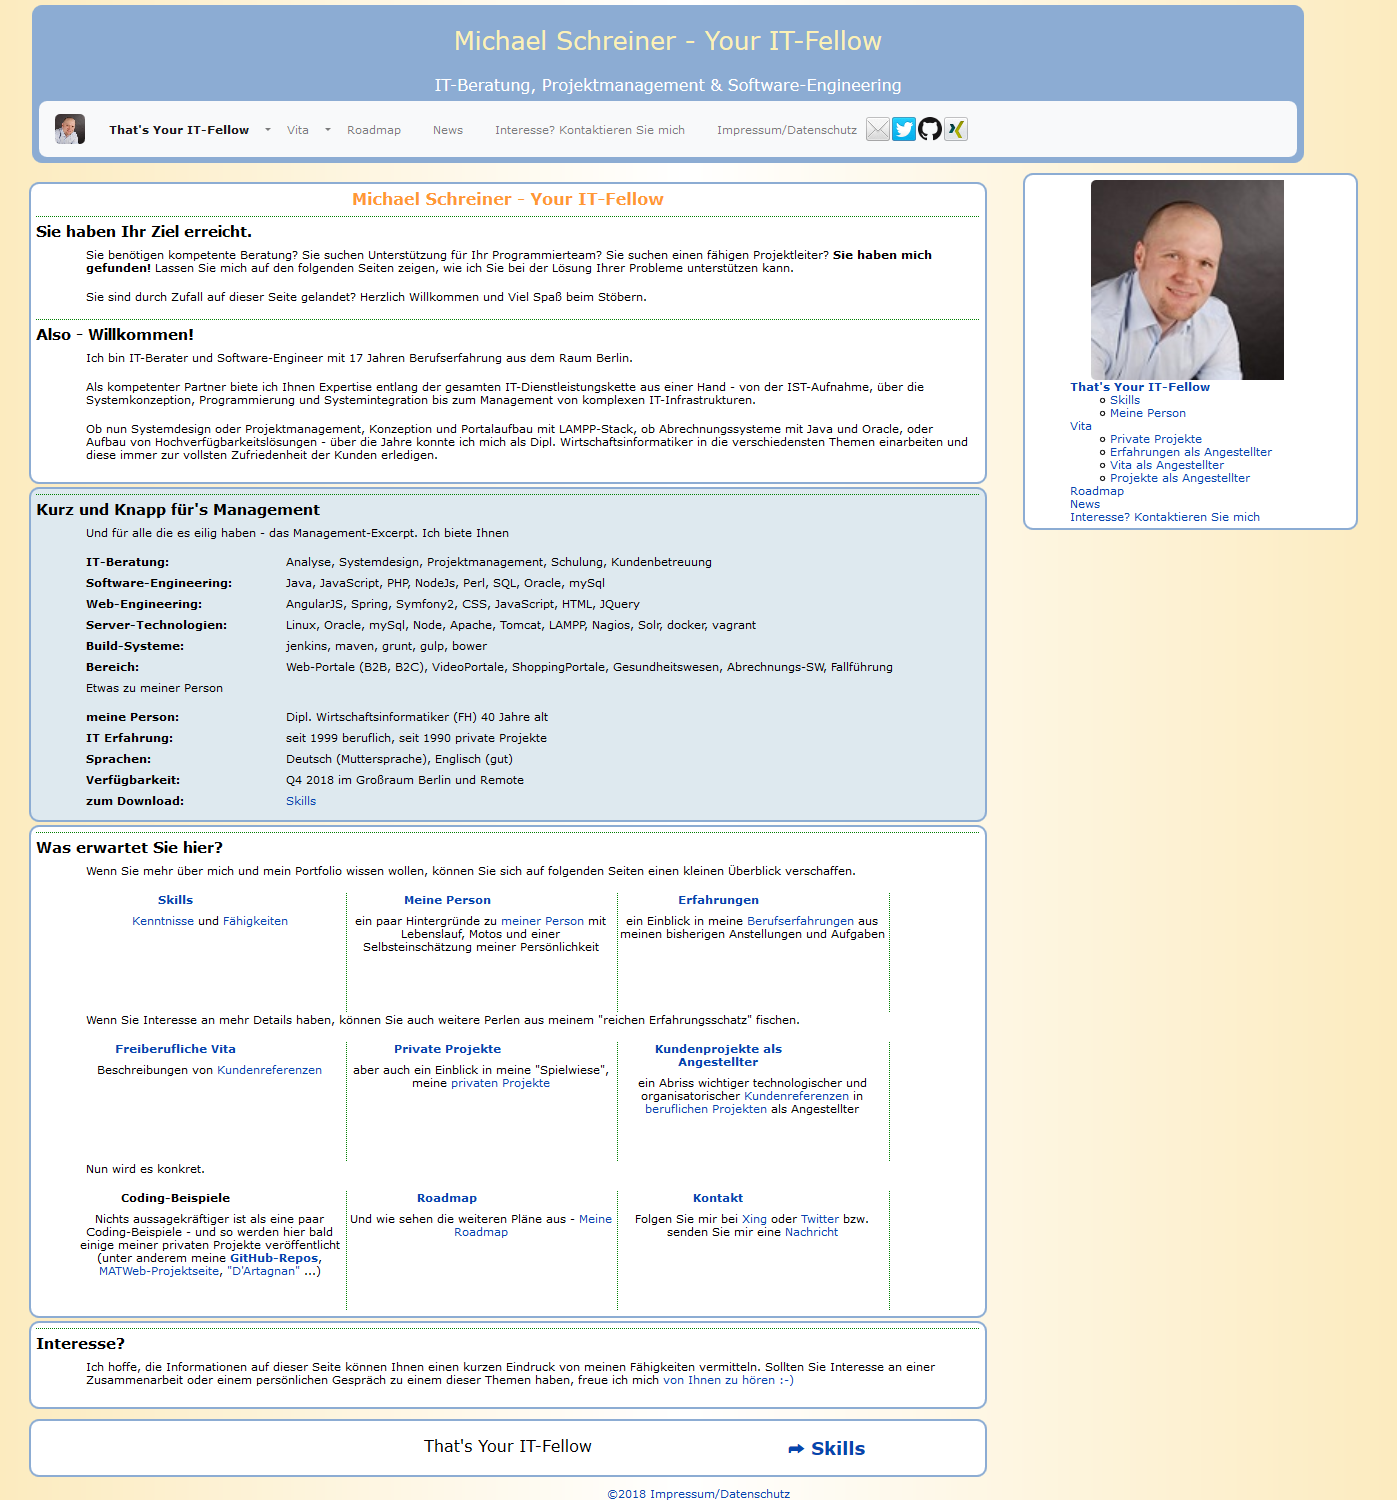 Michael Schreiner - Your IT-Fellow
IT-Beratung, Projektmanagement & Software-Engineering
That's Your IT-Fellow Vita Roadmap News Interesse? Kontaktieren Sie mich Impressum/Datenschutz
Michael Schreiner - Your IT-Fellow
Sie haben Ihr Ziel erreicht.
Sie benötigen kompetente Beratung? Sie suchen Unterstützung für Ihr Programmierteam? Sie suchen einen fähigen Projektleiter? Sie haben mich
gefunden! Lassen Sie mich auf den folgenden Seiten zeigen, wie ich Sie bei der Lösung Ihrer Probleme unterstützen kann.
Sie sind durch Zufall auf dieser Seite gelandet? Herzlich Willkommen und Viel Spaß beim Stöbern.
Also - Willkommen!
Ich bin IT-Berater und Software-Engineer mit 17 Jahren Berufserfahrung aus dem Raum Berlin.
Als kompetenter Partner biete ich Ihnen Expertise entlang der gesamten IT-Dienstleistungskette aus einer Hand - von der IST-Aufnahme, über die
Systemkonzeption, Programmierung und Systemintegration bis zum Management von komplexen IT-Infrastrukturen.
Ob nun Systemdesign oder Projektmanagement, Konzeption und Portalaufbau mit LAMPP-Stack, ob Abrechnungssysteme mit Java und Oracle, oder
Aufbau von Hochverfügbarkeitslösungen - über die Jahre konnte ich mich als Dipl. Wirtschaftsinformatiker in die verschiedensten Themen einarbeiten und
diese immer zur vollsten Zufriedenheit der Kunden erledigen.
Kurz und Knapp für's Management
Und für alle die es eilig haben - das Management-Excerpt. Ich biete Ihnen
IT-Beratung: Analyse, Systemdesign, Projektmanagement, Schulung, Kundenbetreuung
Software-Engineering: Java, JavaScript, PHP, NodeJs, Perl, SQL, Oracle, mySql
Web-Engineering: AngularJS, Spring, Symfony2, CSS, JavaScript, HTML, JQuery
Server-Technologien: Linux, Oracle, mySql, Node, Apache, Tomcat, LAMPP, Nagios, Solr, docker, vagrant
Build-Systeme: jenkins, maven, grunt, gulp, bower
Bereich: Web-Portale (B2B, B2C), VideoPortale, ShoppingPortale, Gesundheitswesen, Abrechnungs-SW, Fallführung
Etwas zu meiner Person
meine Person: Dipl. Wirtschaftsinformatiker (FH) 40 Jahre alt
IT Erfahrung: seit 1999 beruflich, seit 1990 private Projekte
Sprachen: Deutsch (Muttersprache), Englisch (gut)
Verfügbarkeit: Q4 2018 im Großraum Berlin und Remote
zum Download: Skills
Was erwartet Sie hier?
Wenn Sie mehr über mich und mein Portfolio wissen wollen, können Sie sich auf folgenden Seiten einen kleinen Überblick verschaffen.
Skills
Kenntnisse und Fähigkeiten
Meine Person
ein paar Hintergründe zu meiner Person mit
Lebenslauf, Motos und einer
Selbsteinschätzung meiner Persönlichkeit
Erfahrungen
ein Einblick in meine Berufserfahrungen aus
meinen bisherigen Anstellungen und Aufgaben
Wenn Sie Interesse an mehr Details haben, können Sie auch weitere Perlen aus meinem "reichen Erfahrungsschatz" fischen.
Freiberufliche Vita
Beschreibungen von Kundenreferenzen
Private Projekte
aber auch ein Einblick in meine "Spielwiese",
meine privaten Projekte
Kundenprojekte als
Angestellter
ein Abriss wichtiger technologischer und
organisatorischer Kundenreferenzen in
beruflichen Projekten als Angestellter
Nun wird es konkret.
Coding-Beispiele
Nichts aussagekräftiger ist als eine paar
Coding-Beispiele - und so werden hier bald
einige meiner privaten Projekte veröffentlicht
(unter anderem meine GitHub-Repos,
MATWeb-Projektseite, "D'Artagnan" ...)
Roadmap
Und wie sehen die weiteren Pläne aus - Meine
Roadmap
Kontakt
Folgen Sie mir bei Xing oder Twitter bzw.
senden Sie mir eine Nachricht
Interesse?
Ich hoffe, die Informationen auf dieser Seite können Ihnen einen kurzen Eindruck von meinen Fähigkeiten vermitteln. Sollten Sie Interesse an einer
Zusammenarbeit oder einem persönlichen Gespräch zu einem dieser Themen haben, freue ich mich von Ihnen zu hören :-)
That's Your IT-Fellow ➦ Skills
That's Your IT-Fellow
Skills
Meine Person
Vita
Private Projekte
Erfahrungen als Angestellter
Vita als Angestellter
Projekte als Angestellter
Roadmap
News
Interesse? Kontaktieren Sie mich
©2018 Impressum/Datenschutz